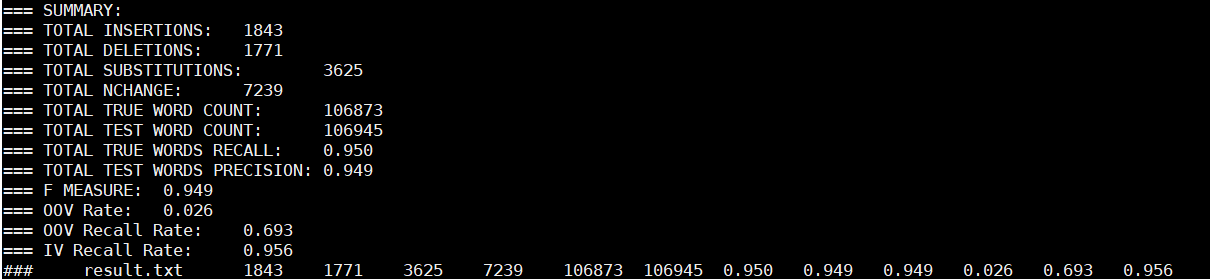 === SUMMARY:
=== TOTAL INSERTIONS: 1843
=== TOTAL DELETIONS: 1771
=== TOTAL SUBSTITUTIONS: 3625
=== TOTAL NCHANGE: 7239
=== TOTAL TRUE WORD COUNT: 106873
=== TOTAL TEST WORD COUNT: 106945
=== TOTAL TRUE WORDS RECALL: 0.950
=== TOTAL TEST WORDS PRECISION: 0.949
=== F MEASURE: 0.949
=== OOV Rate: 0.026
=== OOV Recall Rate: 0.693
=== IV Recall Rate: 0.956
### result.txt 1843 1771 3625 7239 106873 106945 0.950 0.949 0.949 0.026 0.693 0.956